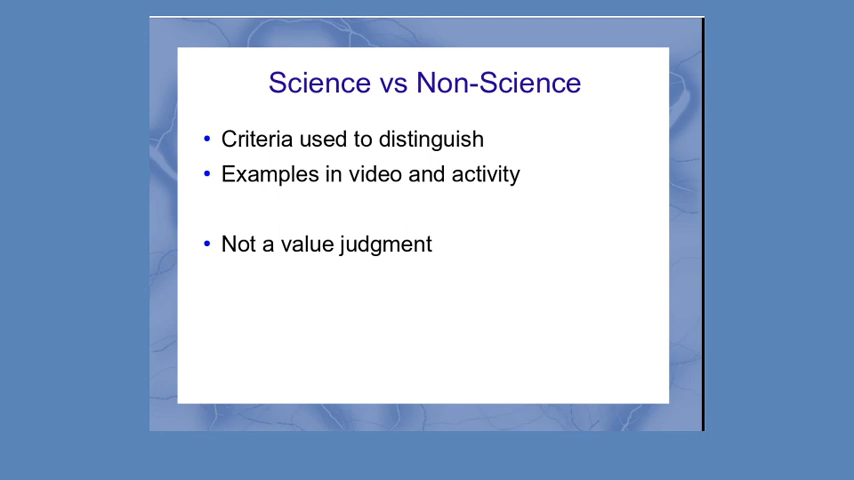 Science vs Non-Science
• Criteria used to distinguish
• Examples in video and activity
• Not a value judgment